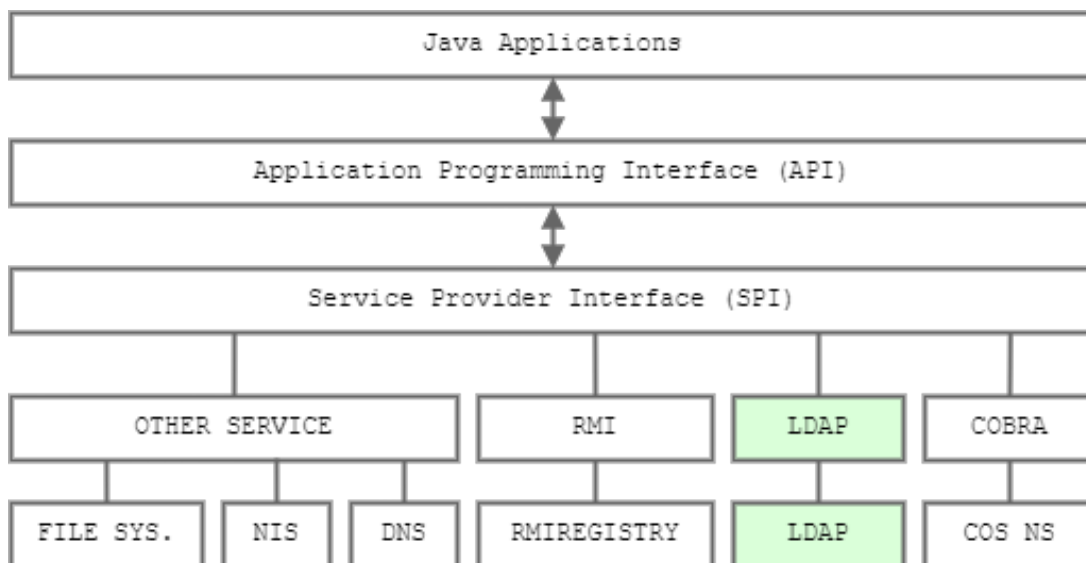 Java Applications
Application Programming Interface (API)
Service Provider Interface (SPI)
OTHER SERVICE RMI LDAP COBRA
FILE SYS. NIS DNS RMIREGISTRY LDAP COS NS